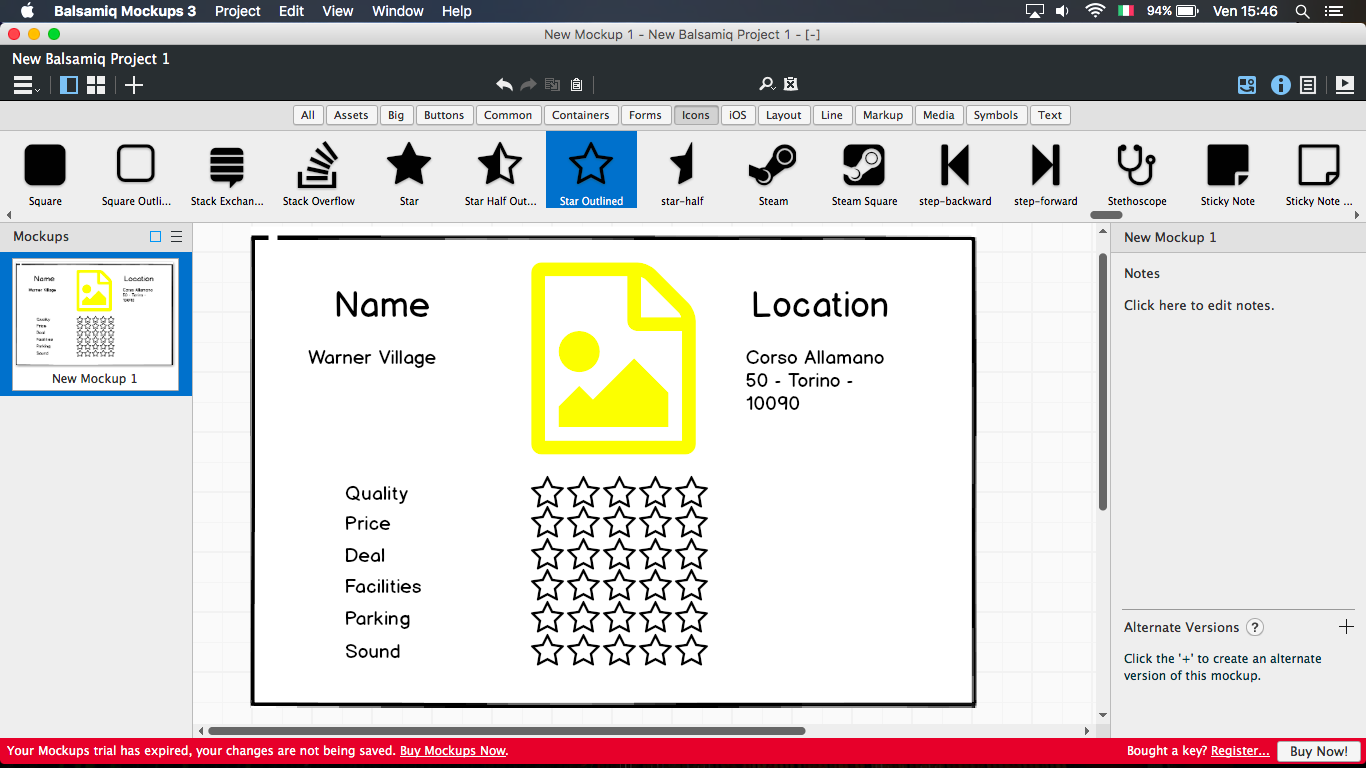 Balsamiq Mockups 3 Project Edit View Window Help 94% Ven 15:46
New Mockup 1 - New Balsamiq Project 1 - [-]
New Balsamiq Project 1
All Assets Big Buttons Common Containers Forms Icons iOS Layout Line Markup Media Symbols Text
Square Square Outli... Stack Exchan... Stack Overflow Star Star Half Out... Star Outlined star-half Steam Steam Square step-backward step-forward Stethoscope Sticky Note Sticky Note ...
Mockups
Name Location
Warner Village Corso Allamano
50 - Torino -
10090
Quality
Price
Deal
Facilities
Parking
Sound
New Mockup 1
Name
Location
Warner Village
Corso Allamano
50 - Torino -
10090
Quality
Price
Deal
Facilities
Parking
Sound
New Mockup 1
Notes
Click here to edit notes.
Alternate Versions ?
Click the '+' to create an alternate
version of this mockup.
Your Mockups trial has expired, your changes are not being saved. Buy Mockups Now. Bought a key? Register... Buy Now!